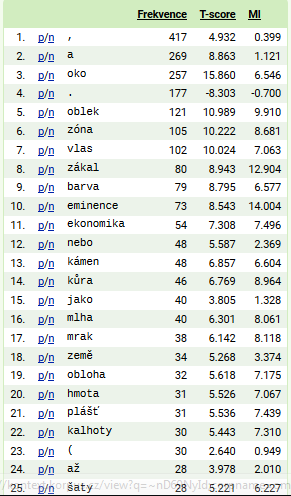 Frekvence T-score MI
1. p/n , 417 4.932 0.399
2. p/n a 269 8.863 1.121
3. p/n oko 257 15.860 6.546
4. p/n . 177 -8.303 -0.700
5. p/n oblek 121 10.989 9.910
6. p/n zóna 105 10.222 8.681
7. p/n vlas 102 10.024 7.063
8. p/n zákal 80 8.943 12.904
9. p/n barva 79 8.795 6.577
10. p/n eminence 73 8.543 14.004
11. p/n ekonomika 54 7.308 7.496
12. p/n nebo 48 5.587 2.369
13. p/n kámen 48 6.857 6.604
14. p/n kůra 46 6.769 8.964
15. p/n jako 40 3.805 1.328
16. p/n mlha 40 6.301 8.061
17. p/n mrak 38 6.142 8.118
18. p/n země 34 5.268 3.374
19. p/n obloha 32 5.618 7.175
20. p/n hmota 31 5.526 7.067
21. p/n plášť 31 5.536 7.439
22. p/n kalhoty 31 5.443 7.310
23. p/n ( 30 2.640 0.949
24. p/n až 28 3.978 2.010
25. p/n šaty 28 5.221 6.227